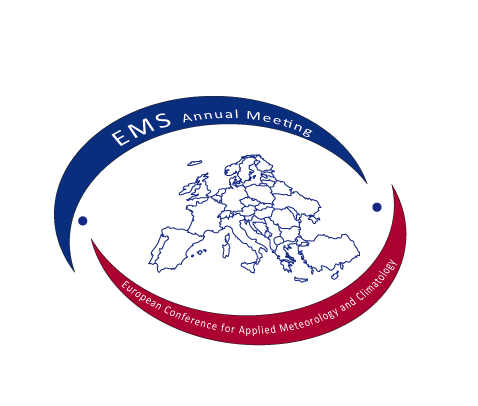 EMS Annual Meeting
European Conference for Applied Meteorology and Climatology